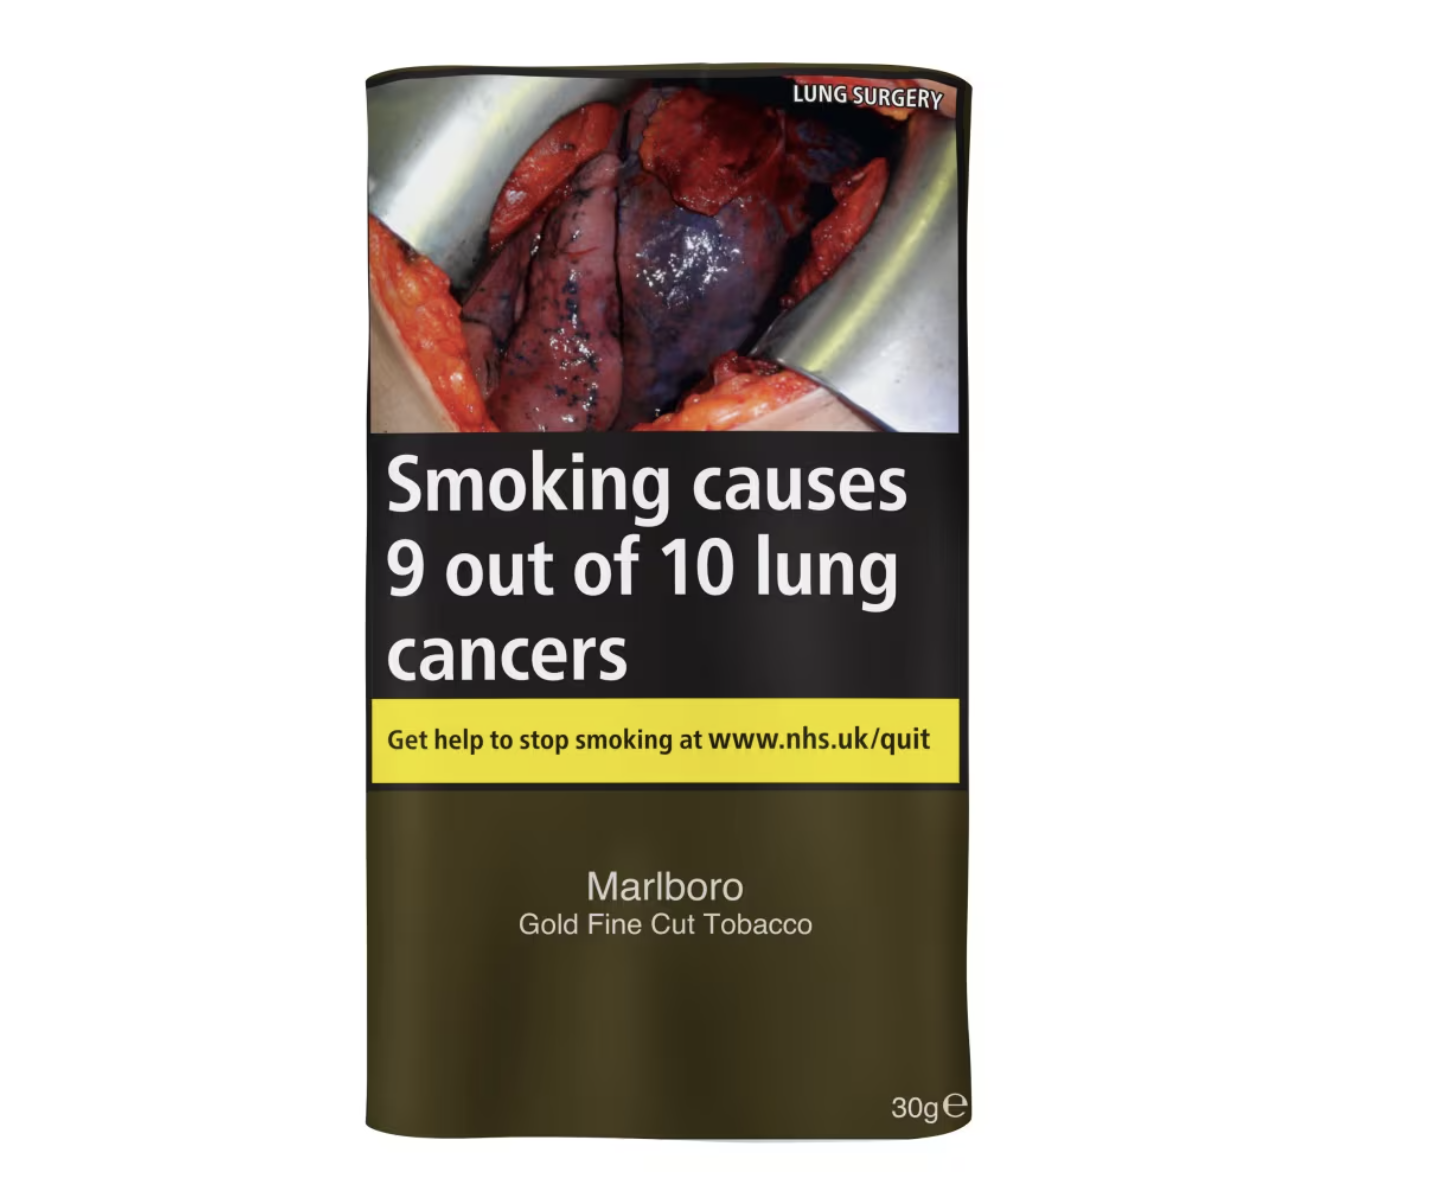 LUNG SURGERY
Smoking causes
9 out of 10 lung
cancers
Get help to stop smoking at www.nhs.uk/quit
Marlboro
Gold Fine Cut Tobacco
30g℮